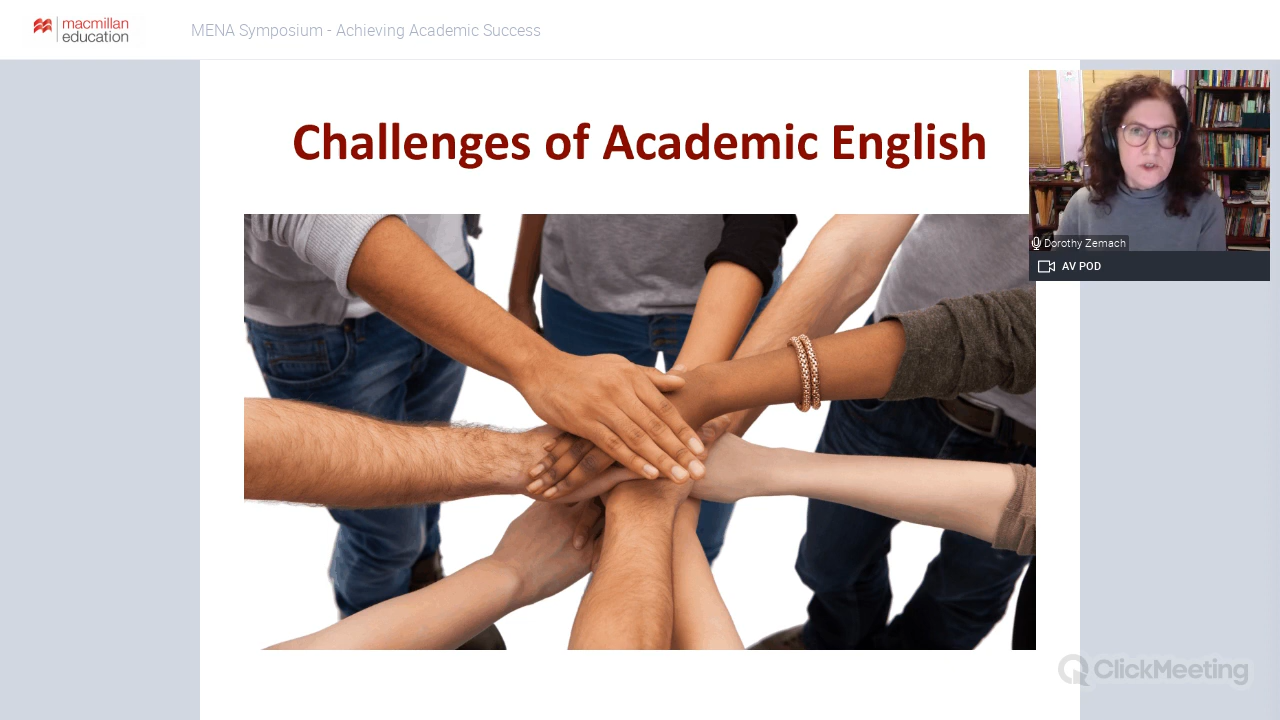 macmillan
education
MENA Symposium - Achieving Academic Success
Challenges of Academic English
Dorothy Zemach
AV POD
ClickMeeting